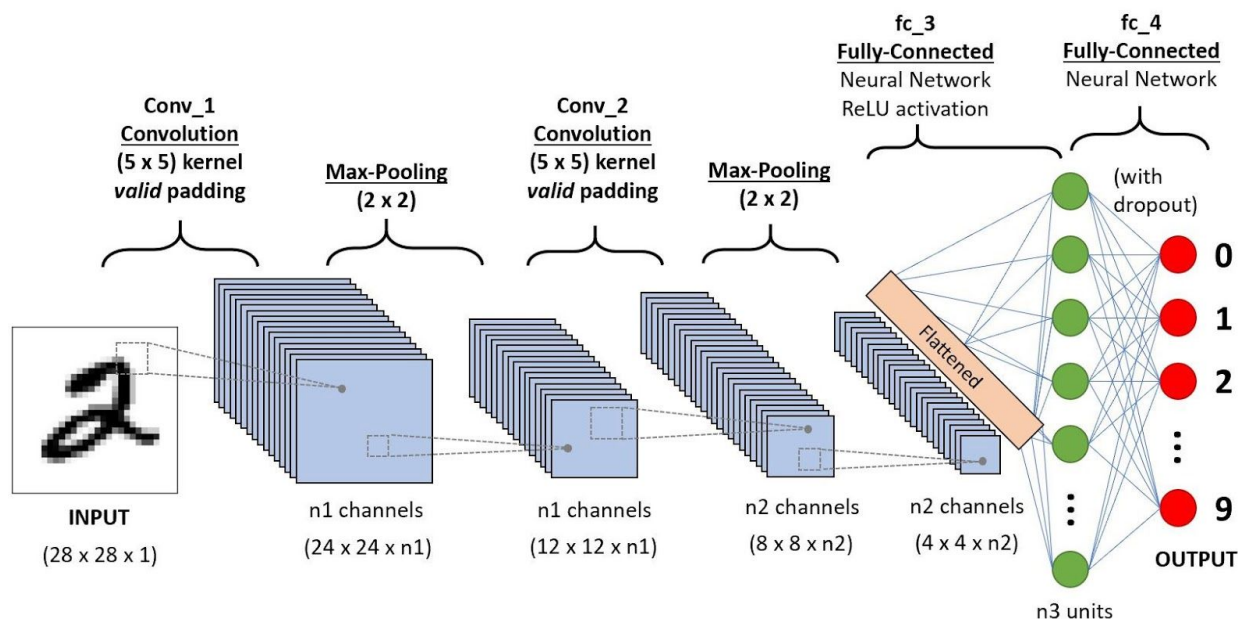 fc_3
Fully-Connected
Neural Network
ReLU activation
fc_4
Fully-Connected
Neural Network
Conv_1
Convolution
(5 x 5) kernel
valid padding
Max-Pooling
(2 x 2)
Conv_2
Convolution
(5 x 5) kernel
valid padding
Max-Pooling
(2 x 2)
(with
dropout)
Flattened
0
1
2
9
INPUT
(28 x 28 x 1)
n1 channels
(24 x 24 x n1)
n1 channels
(12 x 12 x n1)
n2 channels
(8 x 8 x n2)
n2 channels
(4 x 4 x n2)
OUTPUT
n3 units
2